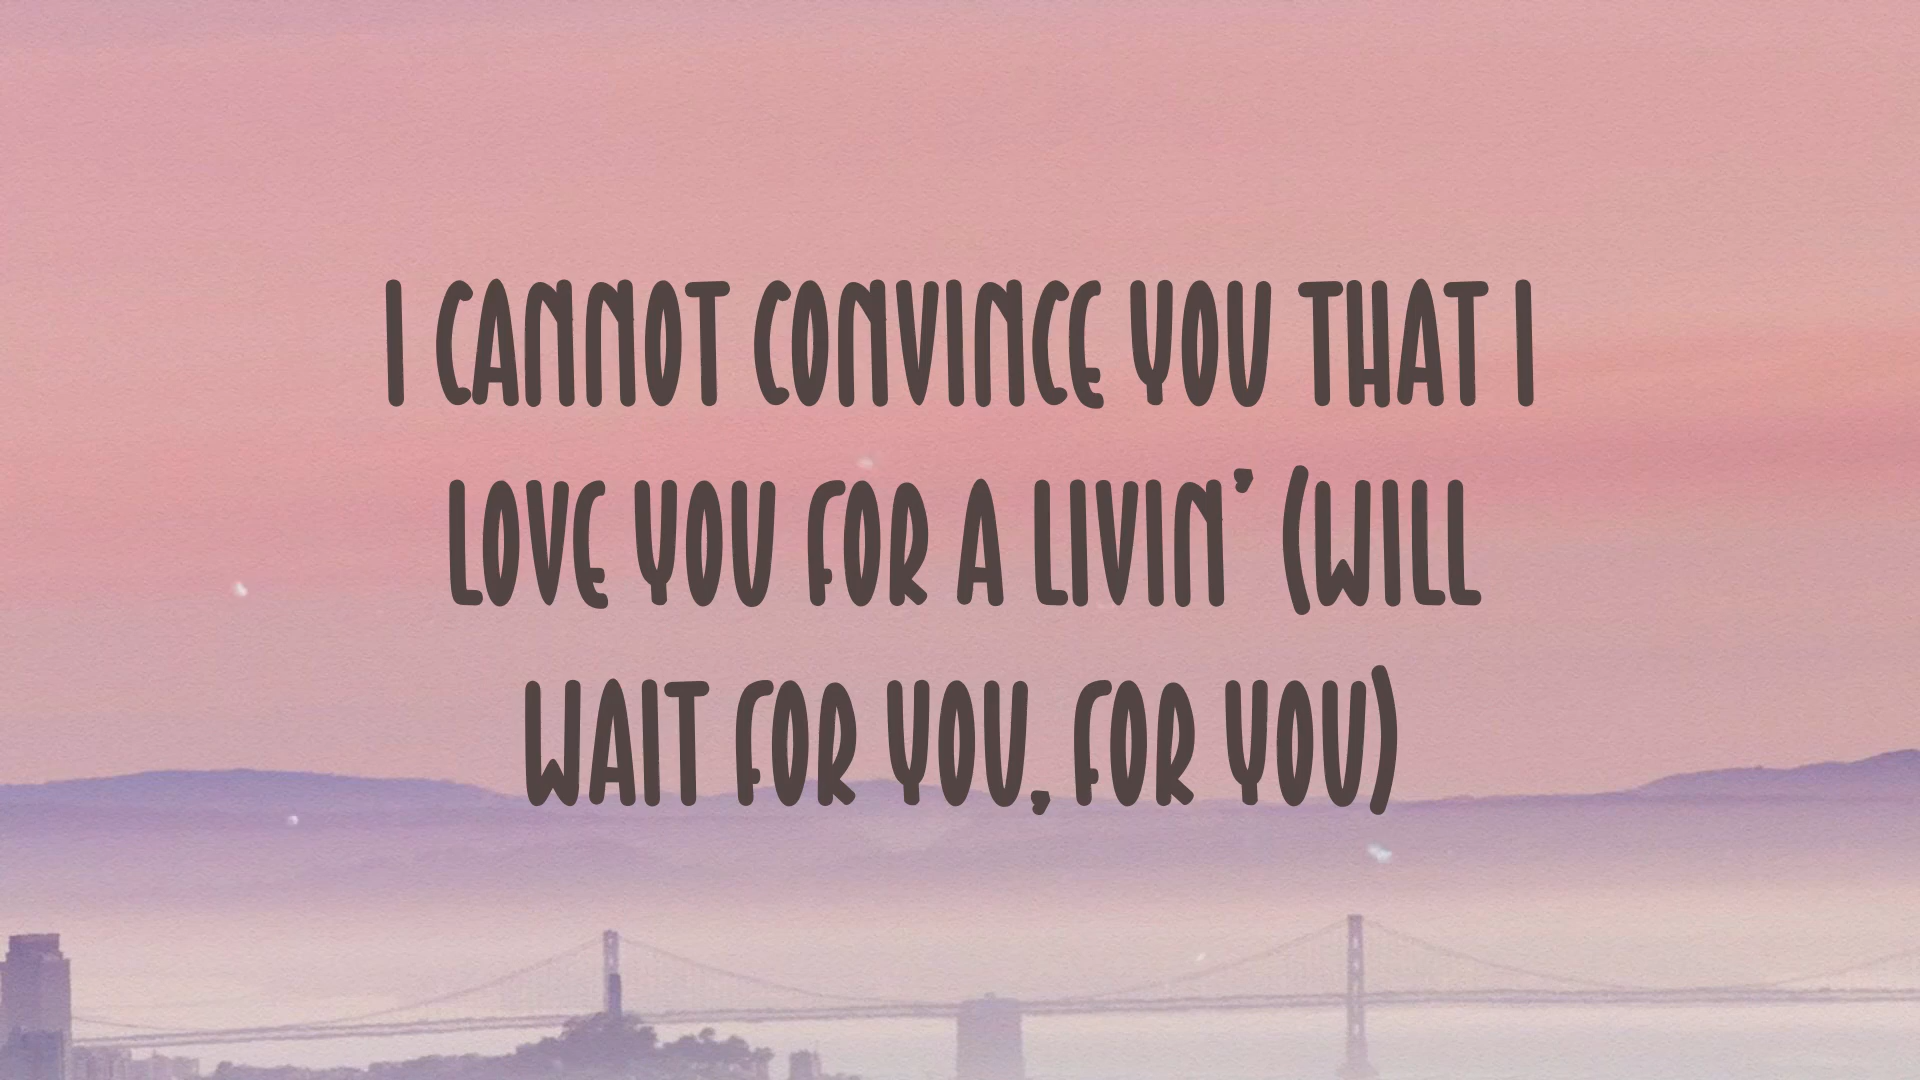 I CANNOT CONVINCE YOU THAT I
LOVE YOU FOR A LIVIN' (WILL
WAIT FOR YOU, FOR YOU)